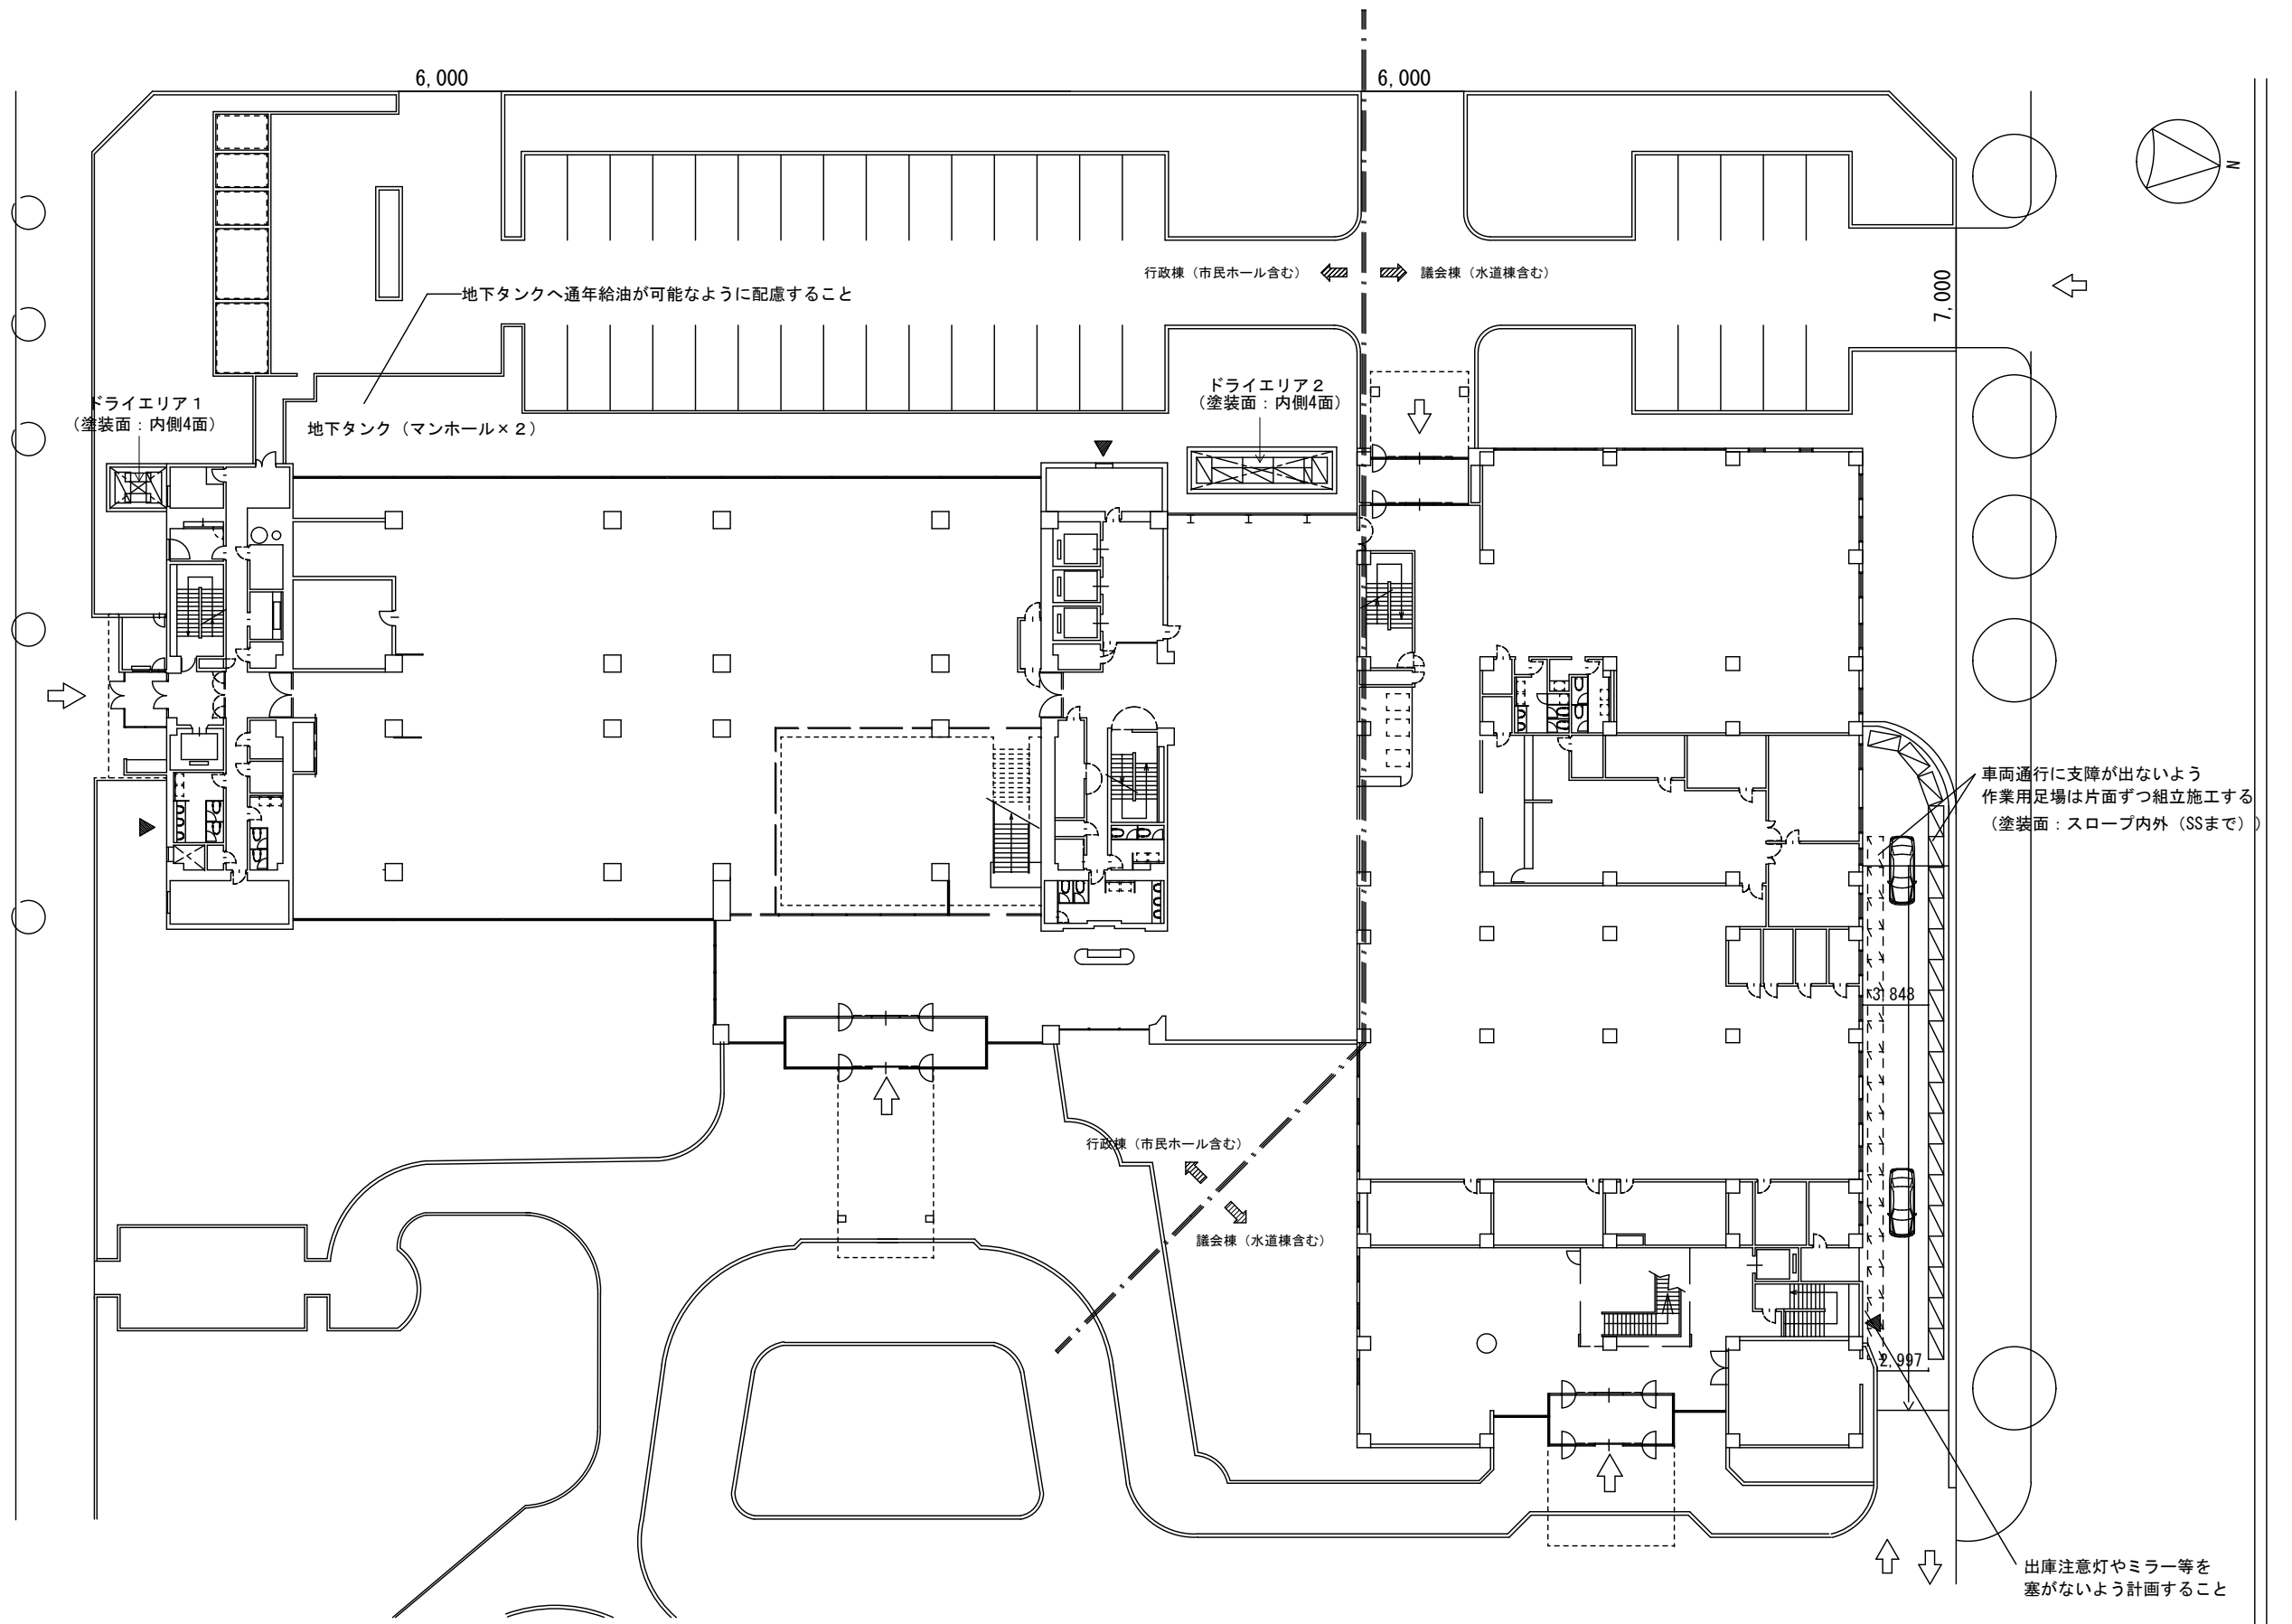 6,000
6,000
N
行政棟（市民ホール含む）
議会棟（水道棟含む）
7,000
地下タンクへ通年給油が可能なように配慮すること
ドライエリア１
（塗装面：内側4面）
地下タンク（マンホール×２）
ドライエリア２
（塗装面：内側4面）
車両通行に支障が出ないよう
作業用足場は片面ずつ組立施工する
（塗装面：スロープ内外（SSまで））
3,848
行政棟（市民ホール含む）
議会棟（水道棟含む）
2,997
出庫注意灯やミラー等を
塞がないよう計画すること